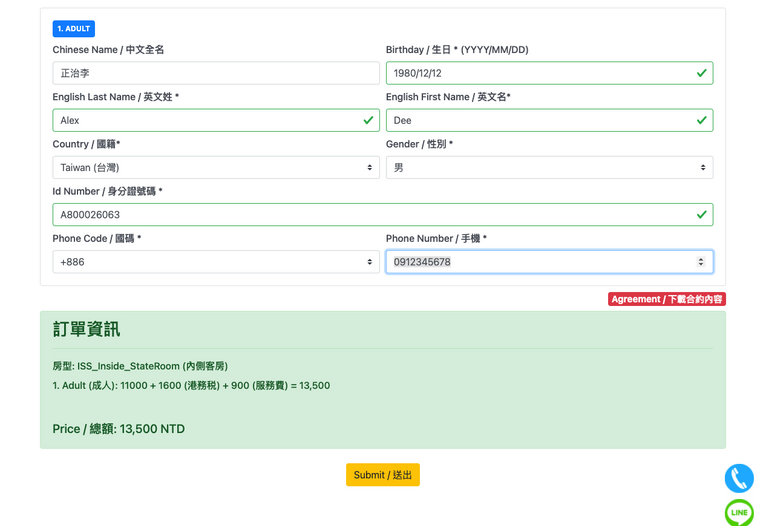 1. ADULT
Chinese Name / 中文全名
Birthday / 生日 * (YYYY/MM/DD)
正治李
1980/12/12
English Last Name / 英文姓 *
English First Name / 英文名*
Alex
Dee
Country / 國籍*
Gender / 性別 *
Taiwan (台灣)
男
Id Number / 身分證號碼 *
A800026063
Phone Code / 國碼 *
Phone Number / 手機 *
+886
0912345678
Agreement / 下載合約內容
訂單資訊
房型: ISS_Inside_StateRoom (內側客房)
1. Adult (成人): 11000 + 1600 (港務税) + 900 (服務費) = 13,500
Price / 總額: 13,500 NTD
Submit / 送出
LINE